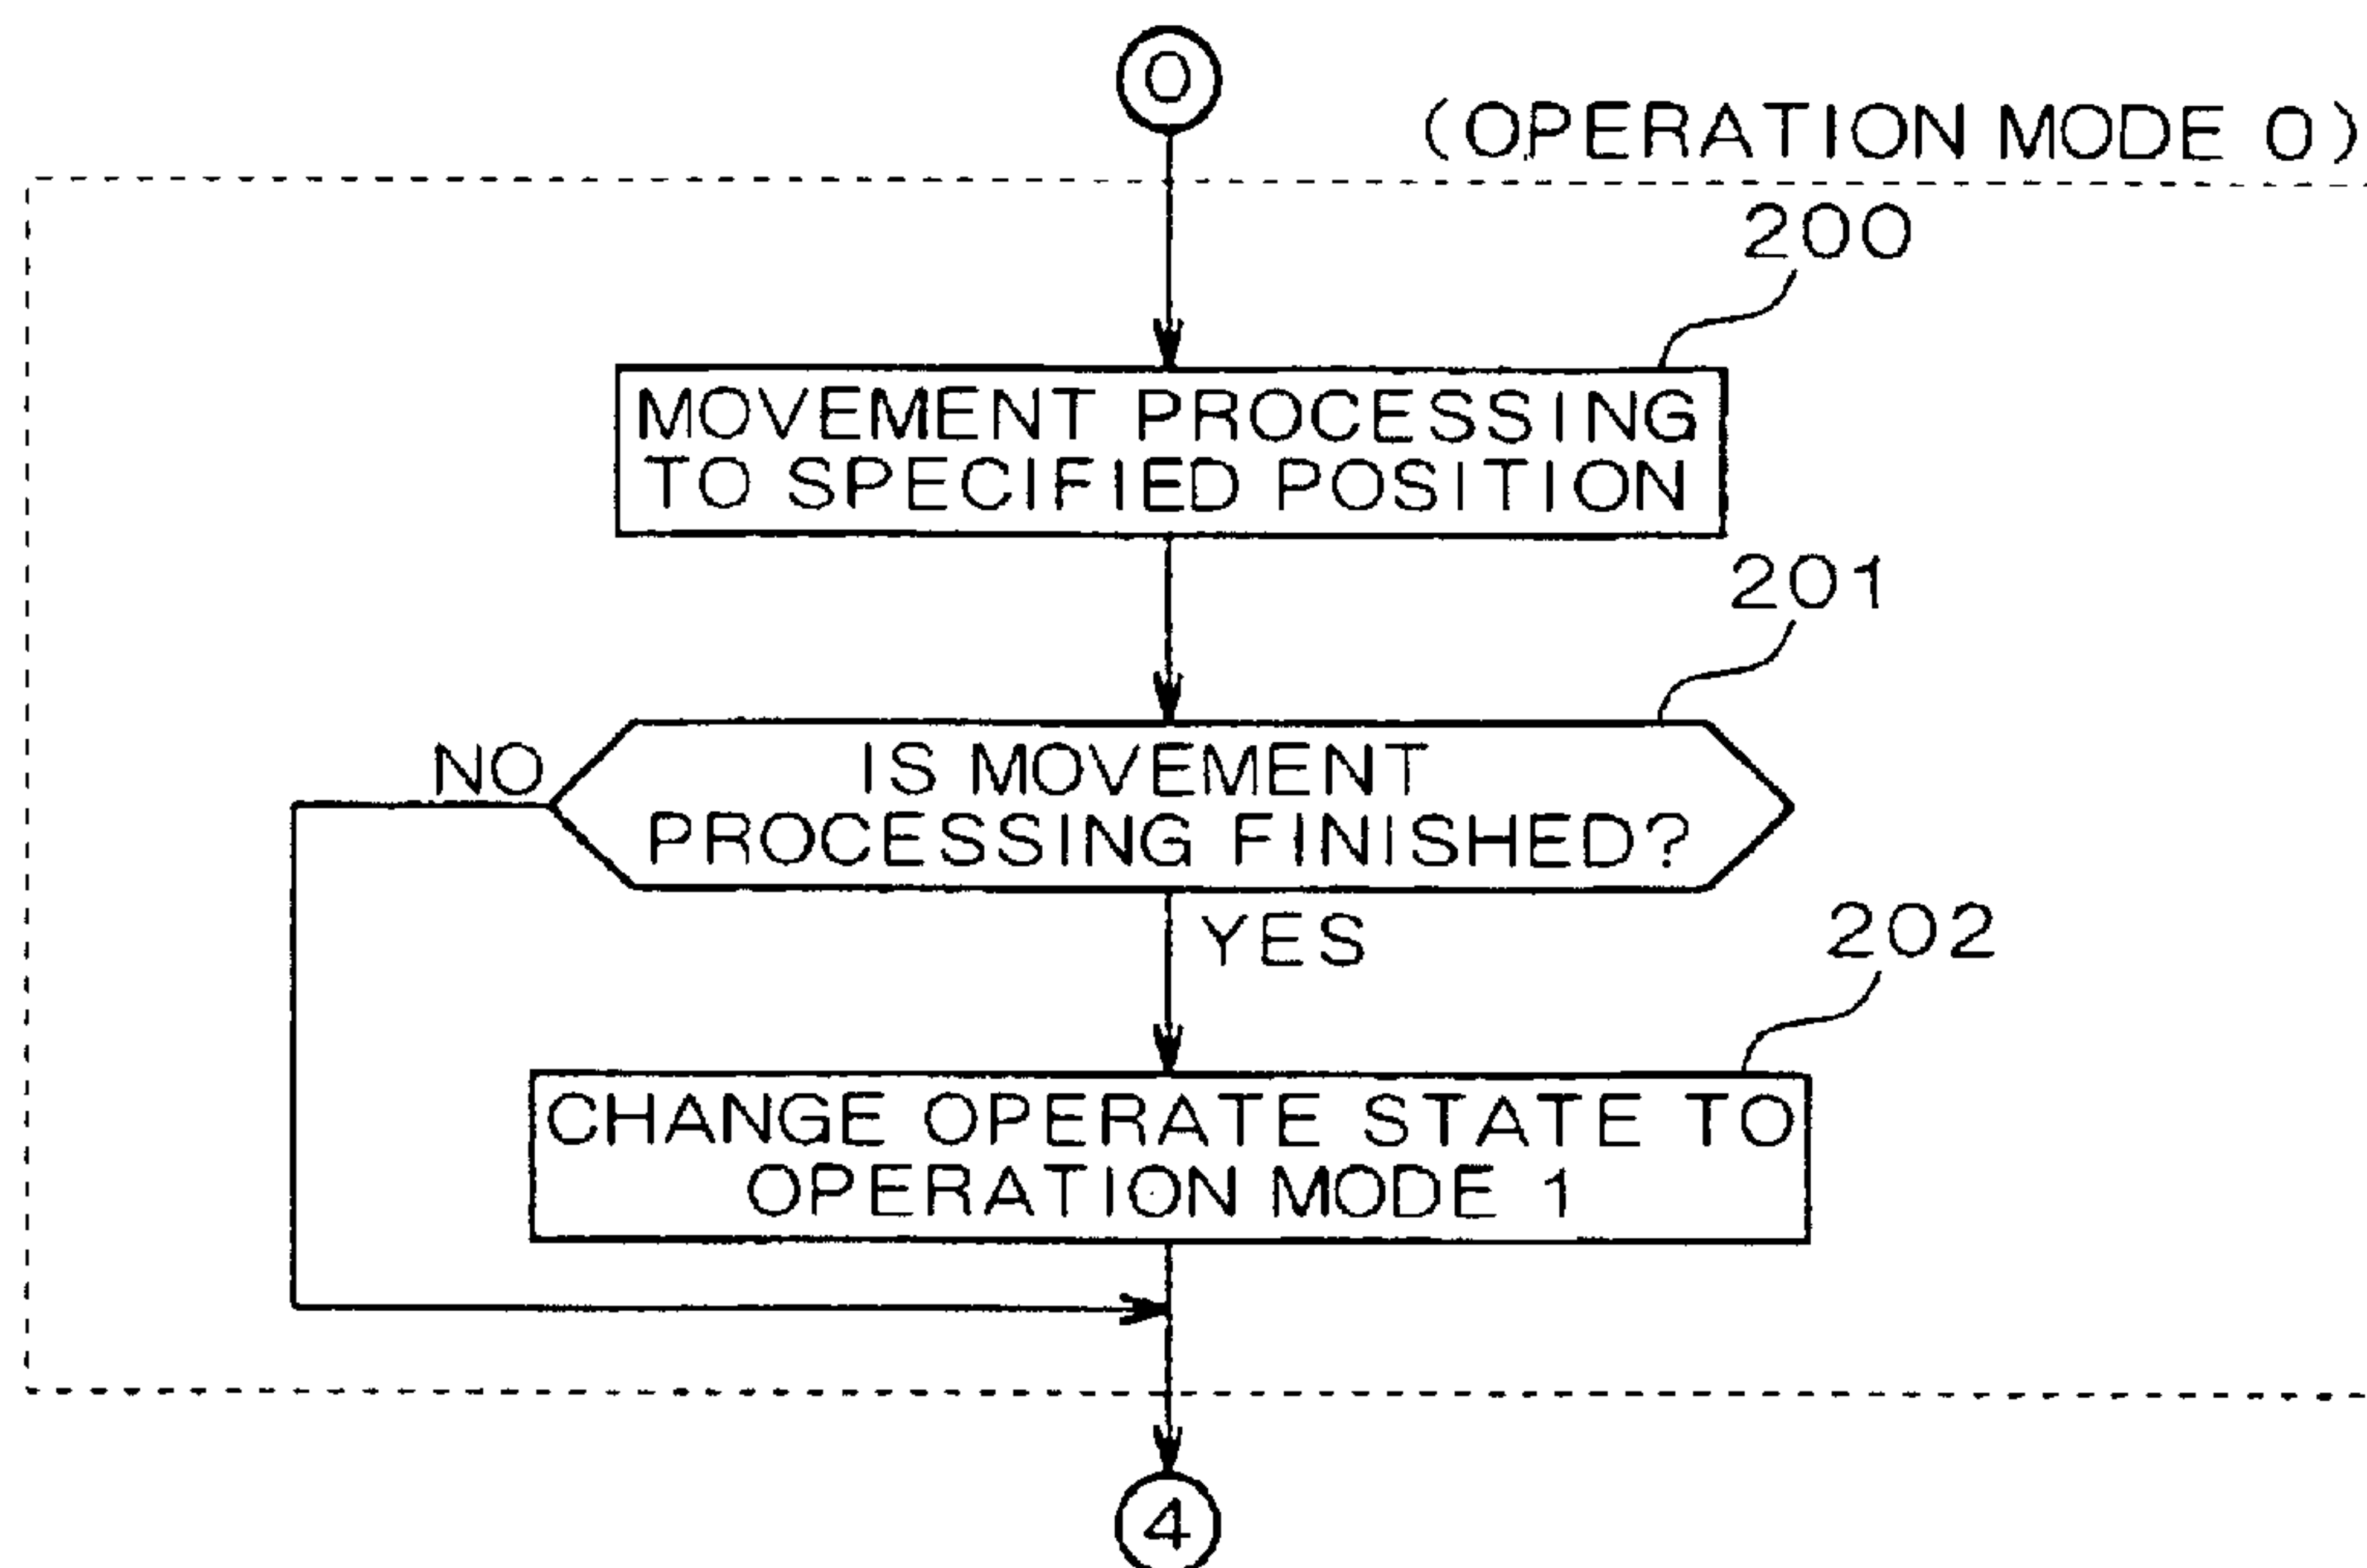 0
(OPERATION MODE 0)
200
MOVEMENT PROCESSING
TO SPECIFIED POSITION
201
NO
IS MOVEMENT
PROCESSING FINISHED?
YES
202
CHANGE OPERATE STATE TO
OPERATION MODE 1
4